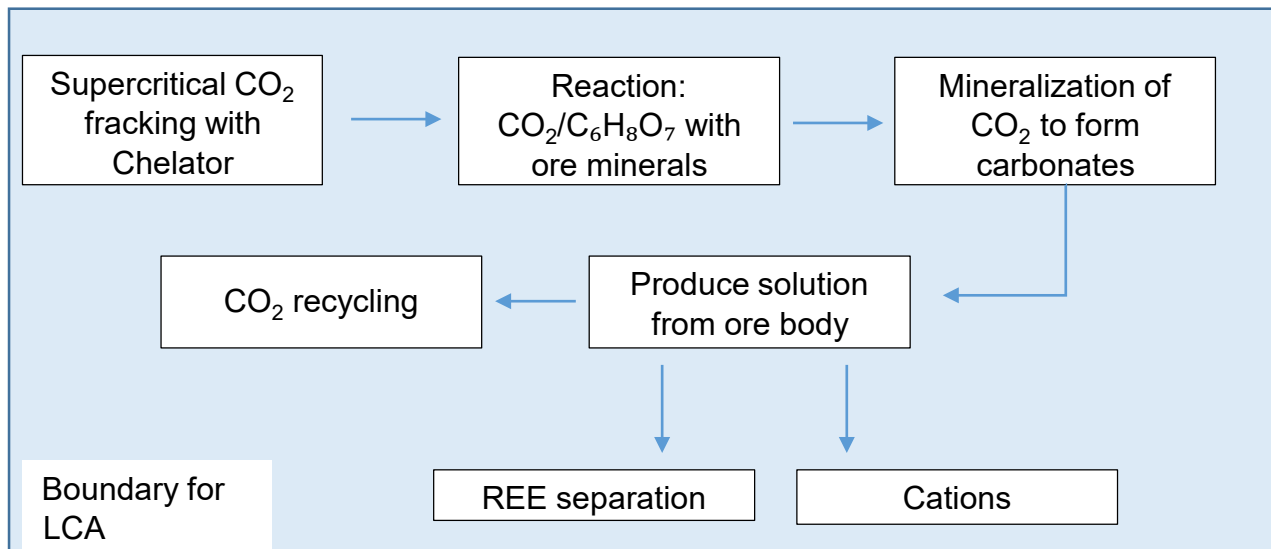 Supercritical CO₂
fracking with
Chelator
Reaction:
CO₂/C₆H₈O₇ with
ore minerals
Mineralization of
CO₂ to form
carbonates
CO₂ recycling
Produce solution
from ore body
REE separation
Cations
Boundary for
LCA